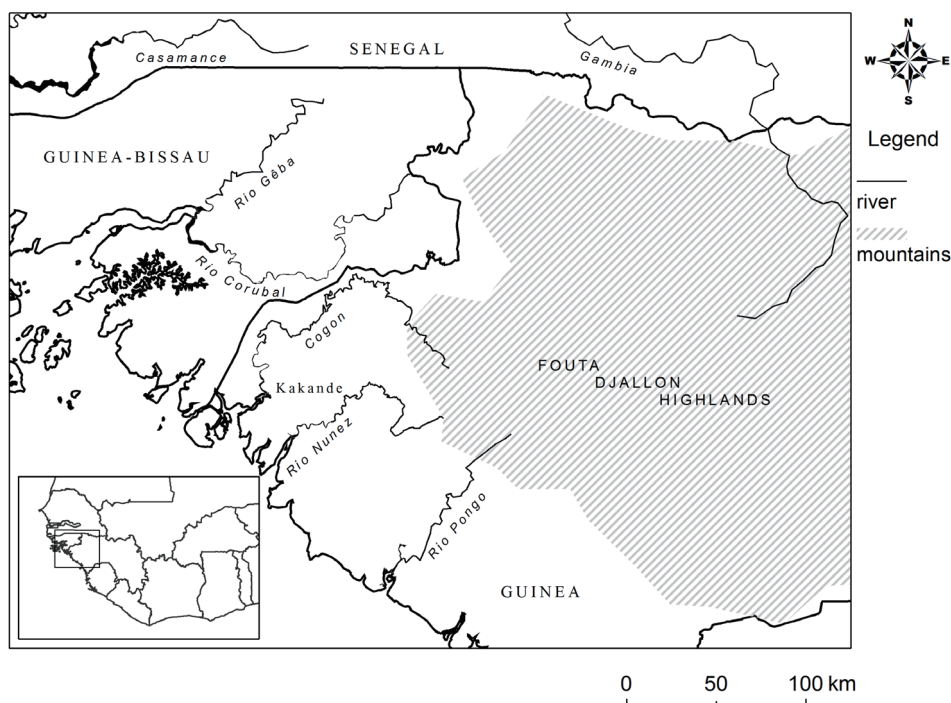 SENEGAL
Casamance
Gambia
GUINEA-BISSAU
Rio Géba
Rio Corubal
Cogon
Kakande
Rio Nunez
Rio Pongo
FOUTA
DJALLON
HIGHLANDS
GUINEA
N
W E
S
Legend
river
mountains
0 50 100 km